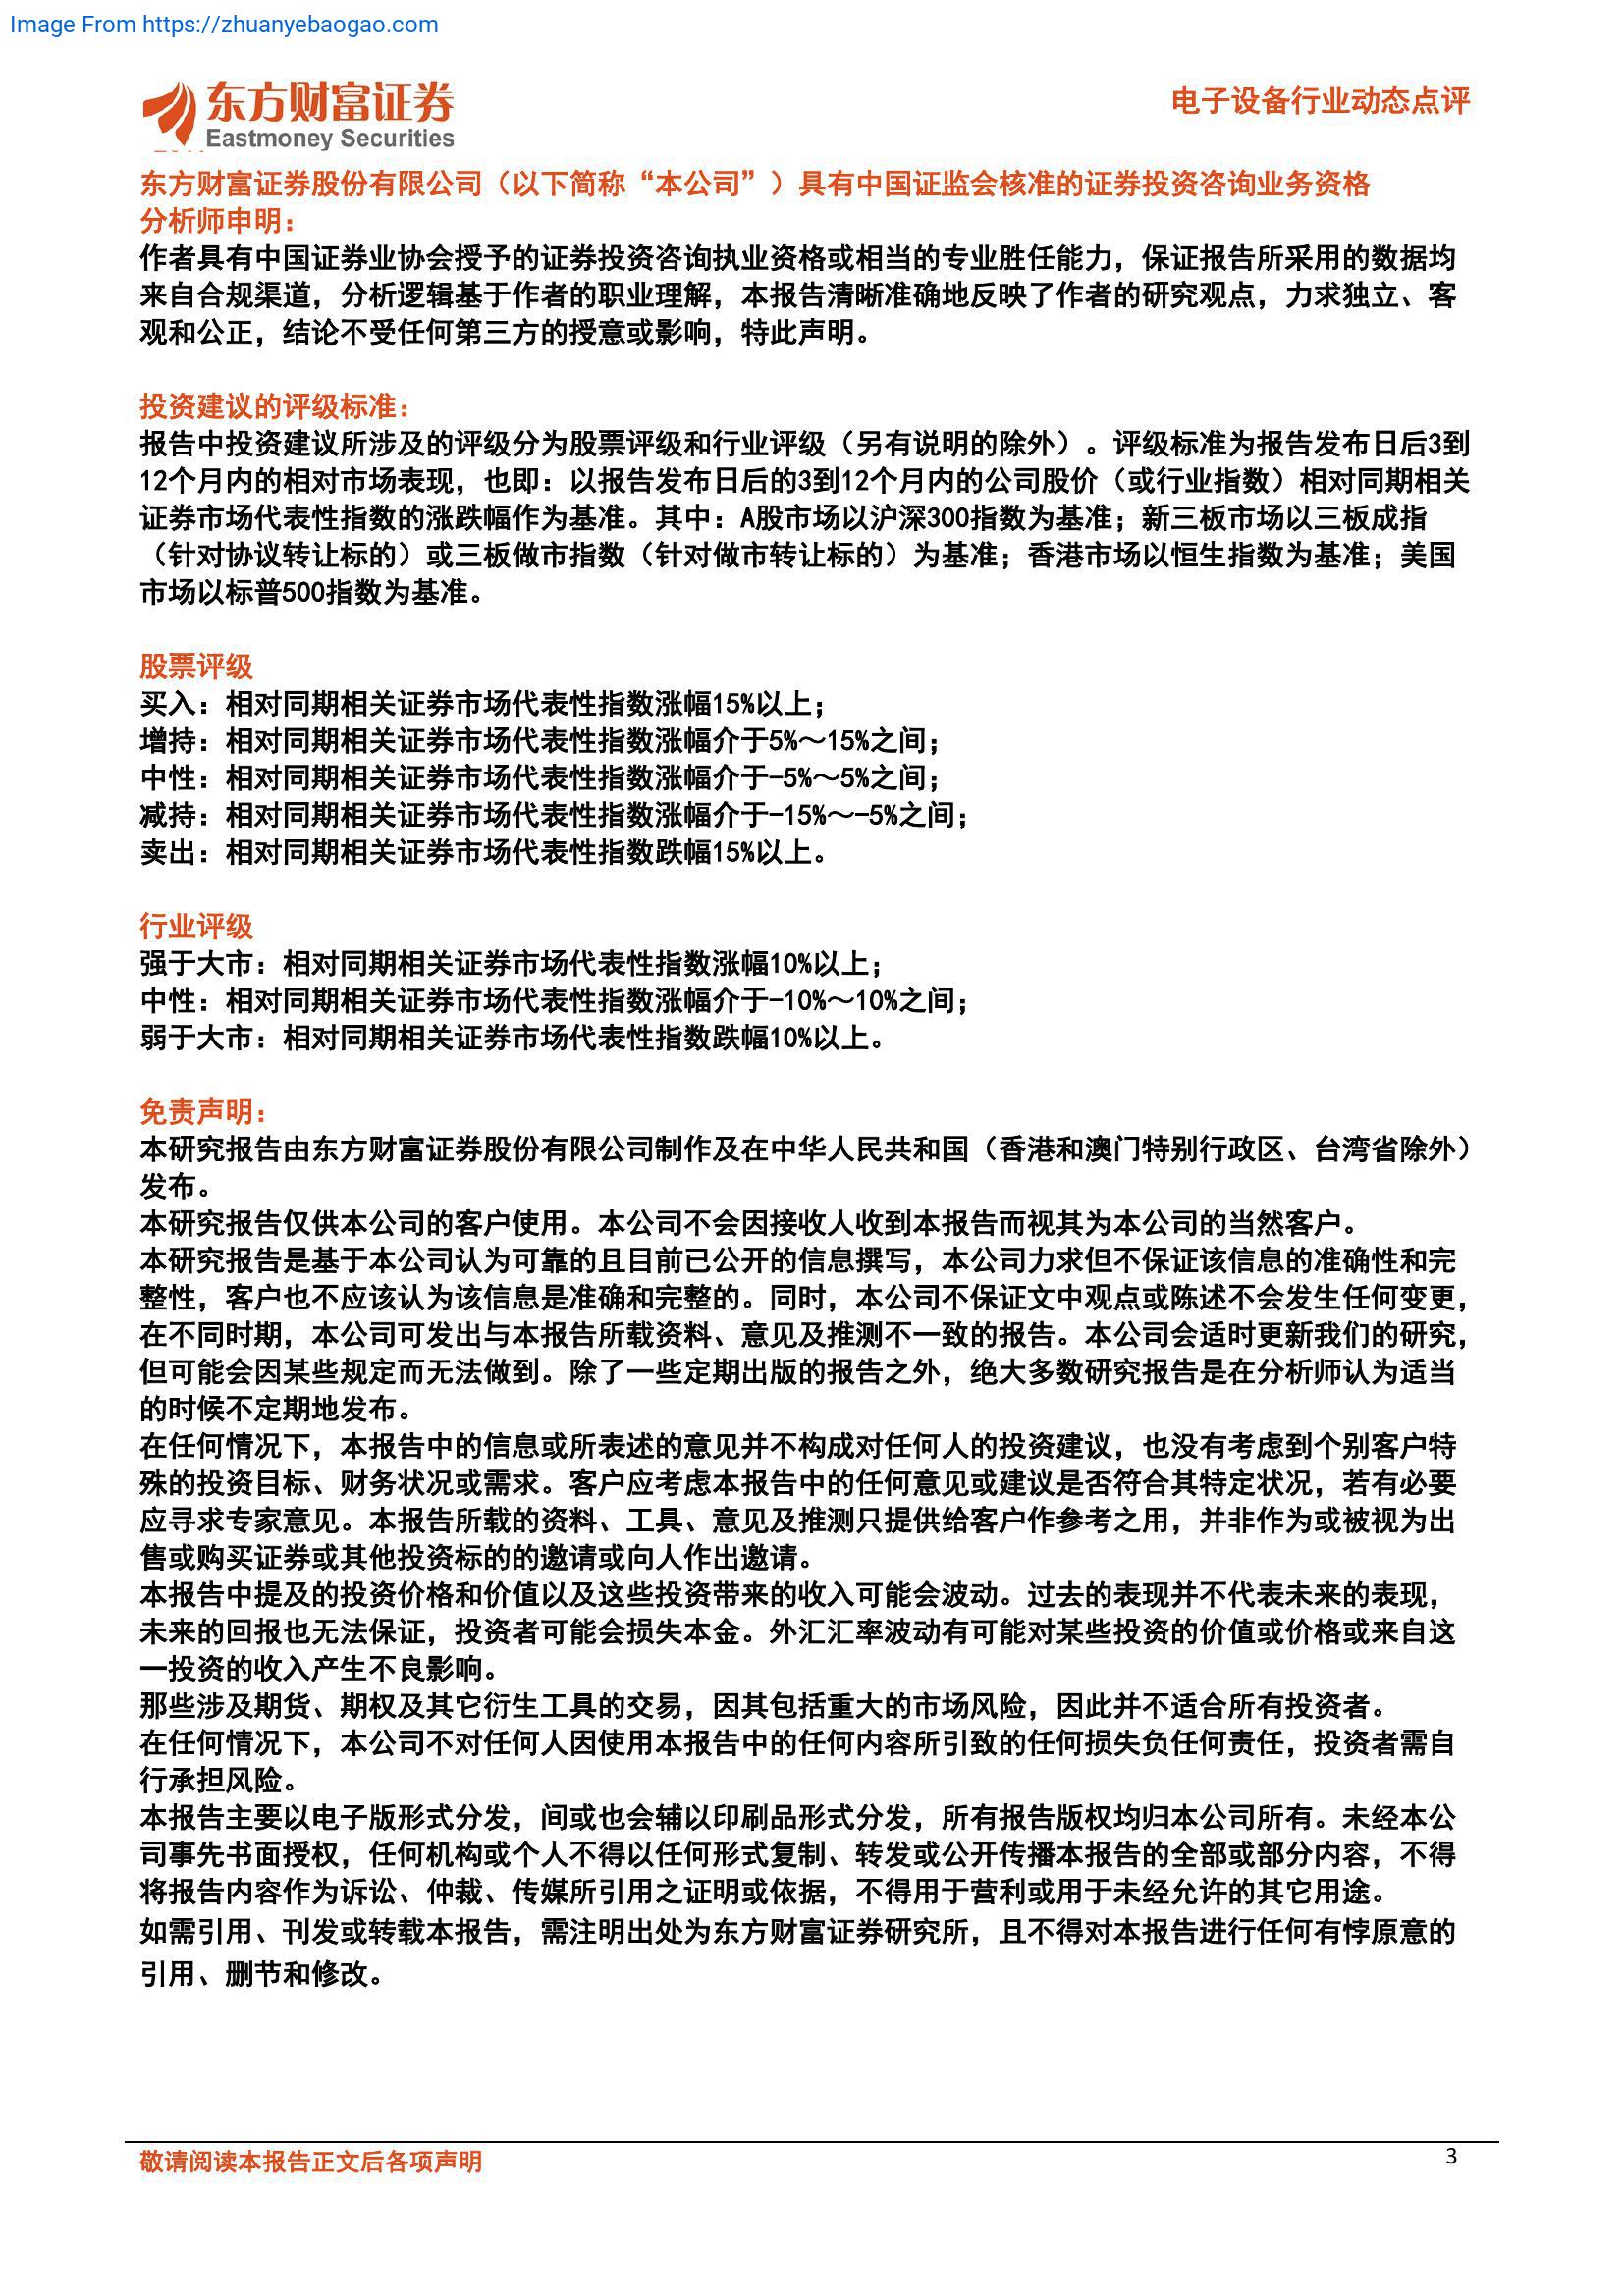 Image From https://zhuanyebaogao.com
东方财富证券
Eastmoney Securities
电子设备行业动态点评
东方财富证券股份有限公司（以下简称“本公司”）具有中国证监会核准的证券投资咨询业务资格
分析师申明：
作者具有中国证券业协会授予的证券投资咨询执业资格或相当的专业胜任能力，保证报告所采用的数据均
来自合规渠道，分析逻辑基于作者的职业理解，本报告清晰准确地反映了作者的研究观点，力求独立、客
观和公正，结论不受任何第三方的授意或影响，特此声明。
投资建议的评级标准：
报告中投资建议所涉及的评级分为股票评级和行业评级（另有说明的除外）。评级标准为报告发布日后3到
12个月内的相对市场表现，也即：以报告发布日后的3到12个月内的公司股价（或行业指数）相对同期相关
证券市场代表性指数的涨跌幅作为基准。其中：A股市场以沪深300指数为基准；新三板市场以三板成指
（针对协议转让标的）或三板做市指数（针对做市转让标的）为基准；香港市场以恒生指数为基准；美国
市场以标普500指数为基准。
股票评级
买入：相对同期相关证券市场代表性指数涨幅15%以上；
增持：相对同期相关证券市场代表性指数涨幅介于5%～15%之间；
中性：相对同期相关证券市场代表性指数涨幅介于-5%～5%之间；
减持：相对同期相关证券市场代表性指数涨幅介于-15%～-5%之间；
卖出：相对同期相关证券市场代表性指数跌幅15%以上。
行业评级
强于大市：相对同期相关证券市场代表性指数涨幅10%以上；
中性：相对同期相关证券市场代表性指数涨幅介于-10%～10%之间；
弱于大市：相对同期相关证券市场代表性指数跌幅10%以上。
免责声明：
本研究报告由东方财富证券股份有限公司制作及在中华人民共和国（香港和澳门特别行政区、台湾省除外）
发布。
本研究报告仅供本公司的客户使用。本公司不会因接收人收到本报告而视其为本公司的当然客户。
本研究报告是基于本公司认为可靠的且目前已公开的信息撰写，本公司力求但不保证该信息的准确性和完
整性，客户也不应该认为该信息是准确和完整的。同时，本公司不保证文中观点或陈述不会发生任何变更，
在不同时期，本公司可发出与本报告所载资料、意见及推测不一致的报告。本公司会适时更新我们的研究，
但可能会因某些规定而无法做到。除了一些定期出版的报告之外，绝大多数研究报告是在分析师认为适当
的时候不定期地发布。
在任何情况下，本报告中的信息或所表述的意见并不构成对任何人的投资建议，也没有考虑到个别客户特
殊的投资目标、财务状况或需求。客户应考虑本报告中的任何意见或建议是否符合其特定状况，若有必要
应寻求专家意见。本报告所载的资料、工具、意见及推测只提供给客户作参考之用，并非作为或被视为出
售或购买证券或其他投资标的的邀请或向人作出邀请。
本报告中提及的投资价格和价值以及这些投资带来的收入可能会波动。过去的表现并不代表未来的表现，
未来的回报也无法保证，投资者可能会损失本金。外汇汇率波动有可能对某些投资的价值或价格或来自这
一投资的收入产生不良影响。
那些涉及期货、期权及其它衍生工具的交易，因其包括重大的市场风险，因此并不适合所有投资者。
在任何情况下，本公司不对任何人因使用本报告中的任何内容所引致的任何损失负任何责任，投资者需自
行承担风险。
本报告主要以电子版形式分发，间或也会辅以印刷品形式分发，所有报告版权均归本公司所有。未经本公
司事先书面授权，任何机构或个人不得以任何形式复制、转发或公开传播本报告的全部或部分内容，不得
将报告内容作为诉讼、仲裁、传媒所引用之证明或依据，不得用于营利或用于未经允许的其它用途。
如需引用、刊发或转载本报告，需注明出处为东方财富证券研究所，且不得对本报告进行任何有悖原意的
引用、删节和修改。
敬请阅读本报告正文后各项声明
3